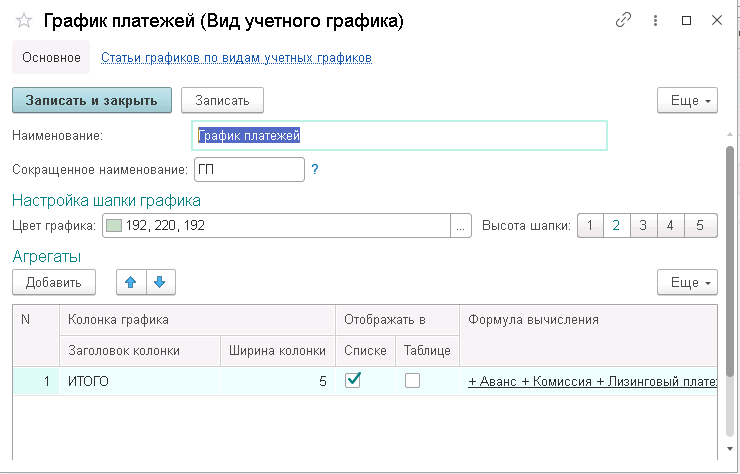 График платежей (Вид учетного графика)
Основное Статьи графиков по видам учетных графиков
Записать и закрыть Записать Еще
Наименование: График платежей
Сокращенное наименование: ГП ?
Настройка шапки графика
Цвет графика: 192, 220, 192 ... Высота шапки: 1 2 3 4 5
Агрегаты
Добавить Еще
N Колонка графика Отображать в Формула вычисления
Заголовок колонки Ширина колонки Списке Таблице
1 ИТОГО 5 + Аванс + Комиссия + Лизинговый плате